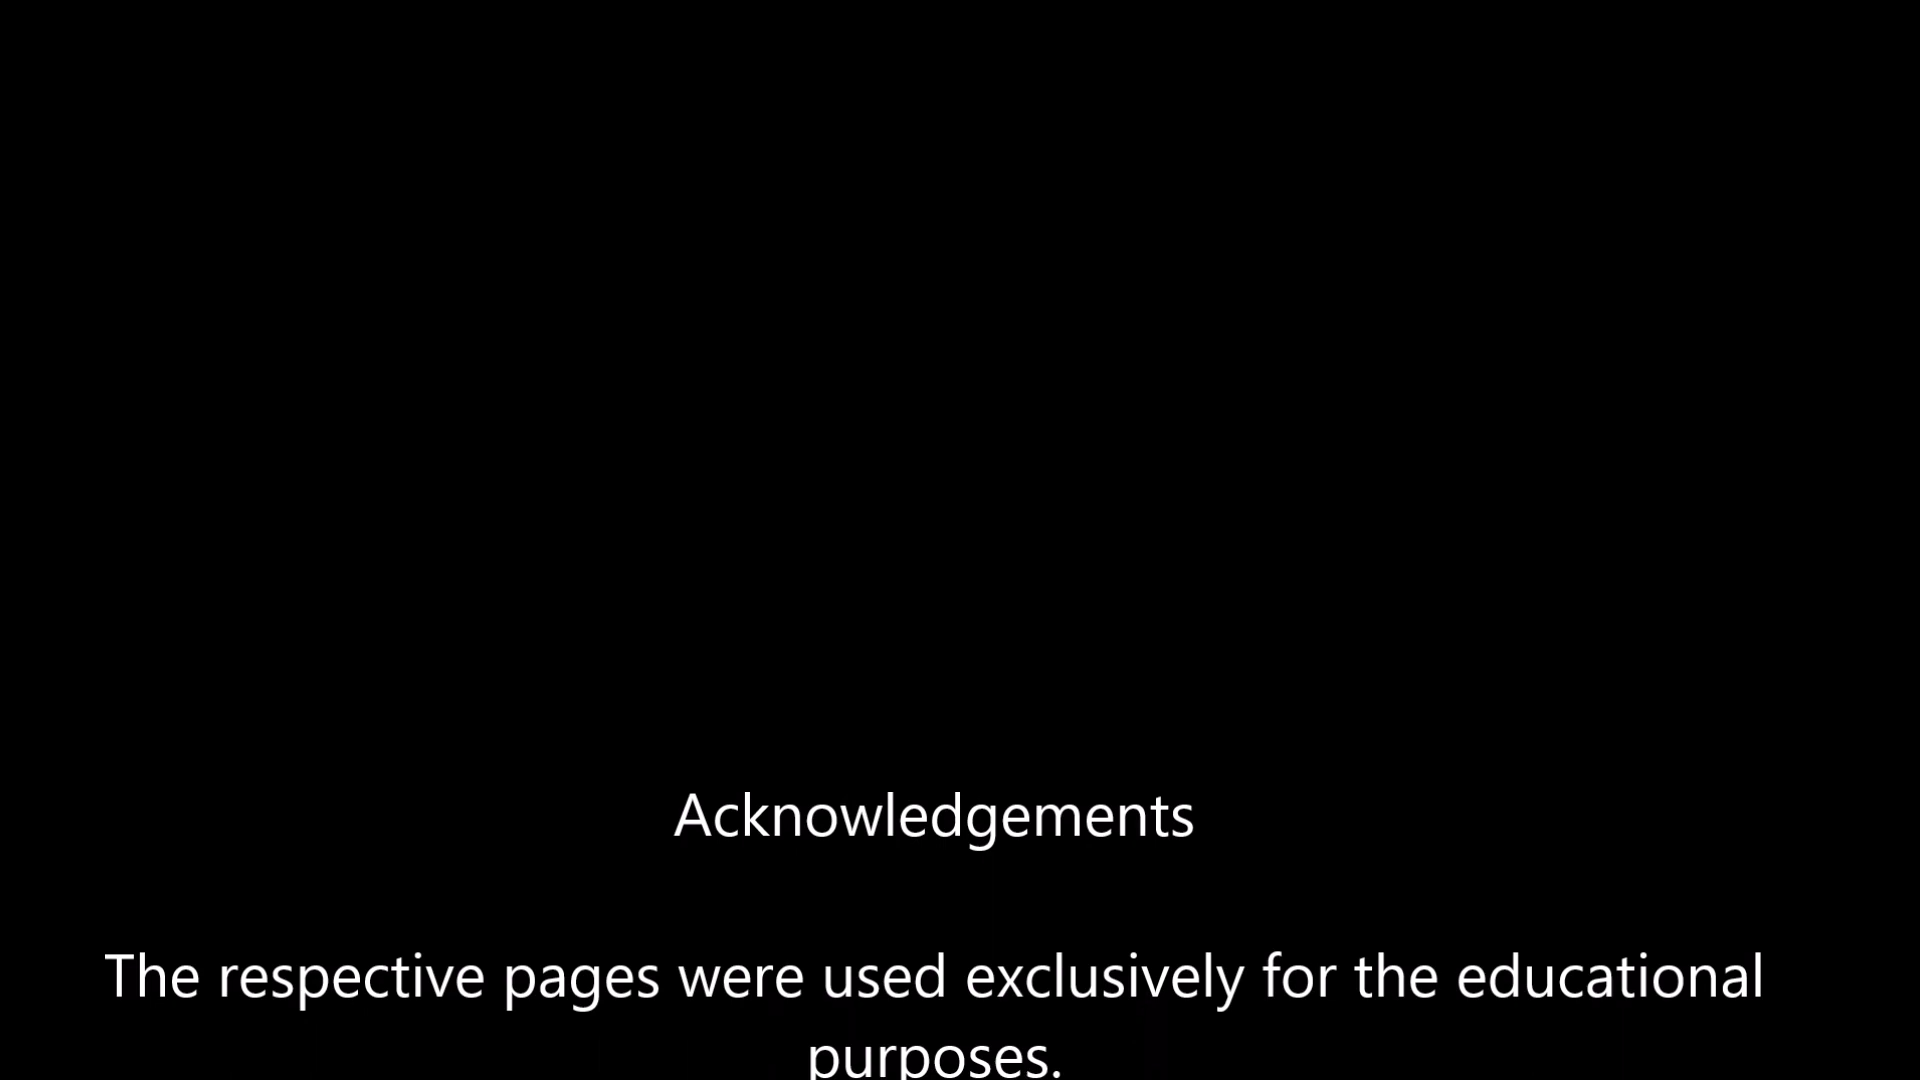 Acknowledgements
The respective pages were used exclusively for the educational
purposes.